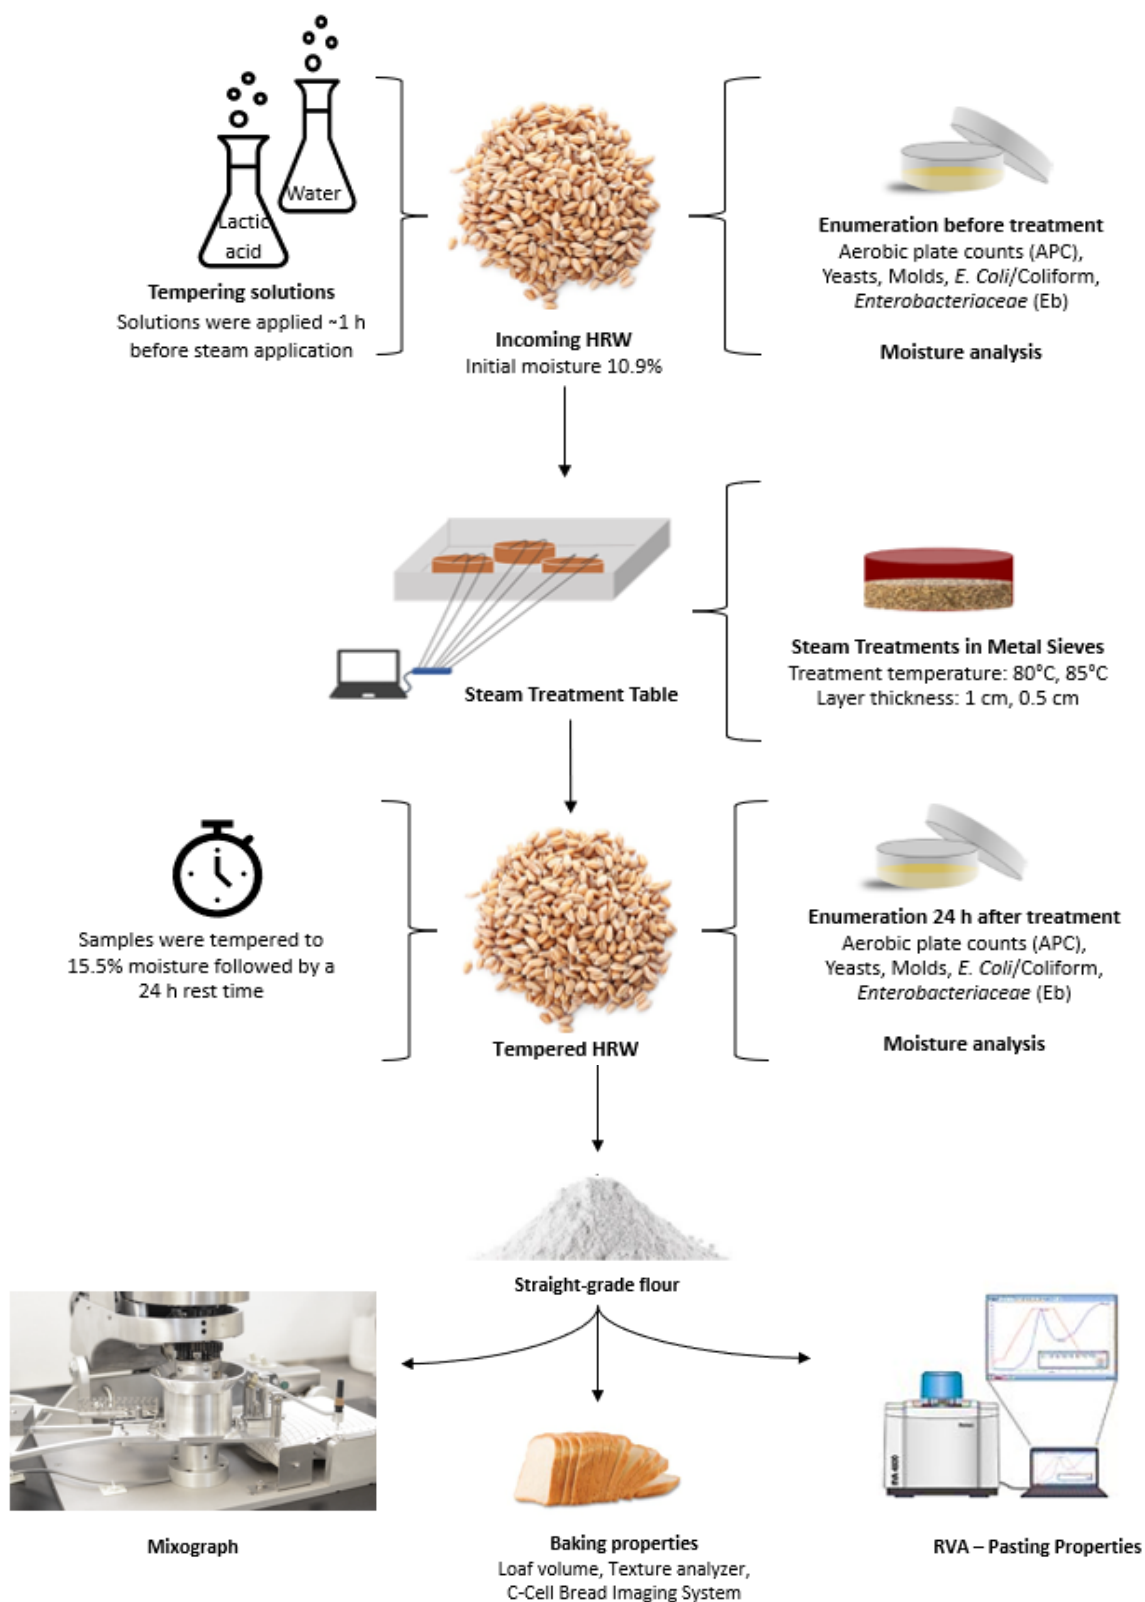 Water
Lactic
acid
Tempering solutions
Solutions were applied ~1 h
before steam application
Incoming HRW
Initial moisture 10.9%
Enumeration before treatment
Aerobic plate counts (APC),
Yeasts, Molds, E. Coli/Coliform,
Enterobacteriaceae (Eb)
Moisture analysis
Steam Treatment Table
Steam Treatments in Metal Sieves
Treatment temperature: 80⁰C, 85⁰C
Layer thickness: 1 cm, 0.5 cm
Samples were tempered to
15.5% moisture followed by a
24 h rest time
Tempered HRW
Enumeration 24 h after treatment
Aerobic plate counts (APC),
Yeasts, Molds, E. Coli/Coliform,
Enterobacteriaceae (Eb)
Moisture analysis
Straight-grade flour
Mixograph
Baking properties
Loaf volume, Texture analyzer,
C-Cell Bread Imaging System
RVA – Pasting Properties